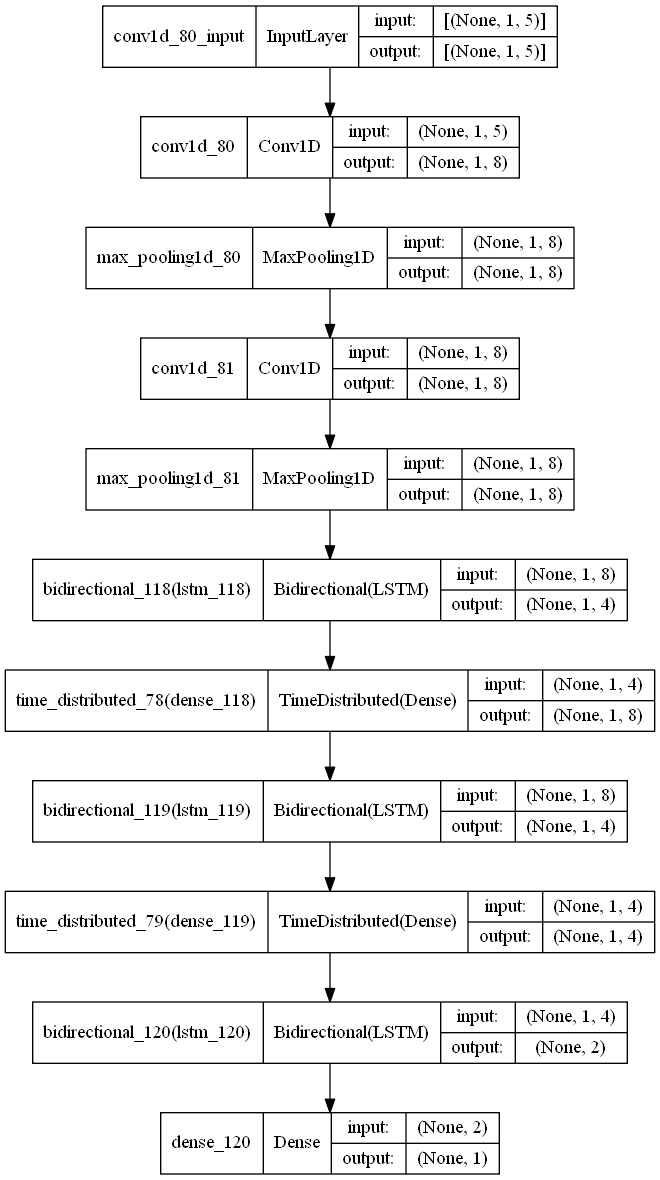 conv1d_80_input InputLayer input: [(None, 1, 5)]
output: [(None, 1, 5)]
conv1d_80 Conv1D input: (None, 1, 5)
output: (None, 1, 8)
max_pooling1d_80 MaxPooling1D input: (None, 1, 8)
output: (None, 1, 8)
conv1d_81 Conv1D input: (None, 1, 8)
output: (None, 1, 8)
max_pooling1d_81 MaxPooling1D input: (None, 1, 8)
output: (None, 1, 8)
bidirectional_118(lstm_118) Bidirectional(LSTM) input: (None, 1, 8)
output: (None, 1, 4)
time_distributed_78(dense_118) TimeDistributed(Dense) input: (None, 1, 4)
output: (None, 1, 8)
bidirectional_119(lstm_119) Bidirectional(LSTM) input: (None, 1, 8)
output: (None, 1, 4)
time_distributed_79(dense_119) TimeDistributed(Dense) input: (None, 1, 4)
output: (None, 1, 4)
bidirectional_120(lstm_120) Bidirectional(LSTM) input: (None, 1, 4)
output: (None, 2)
dense_120 Dense input: (None, 2)
output: (None, 1)